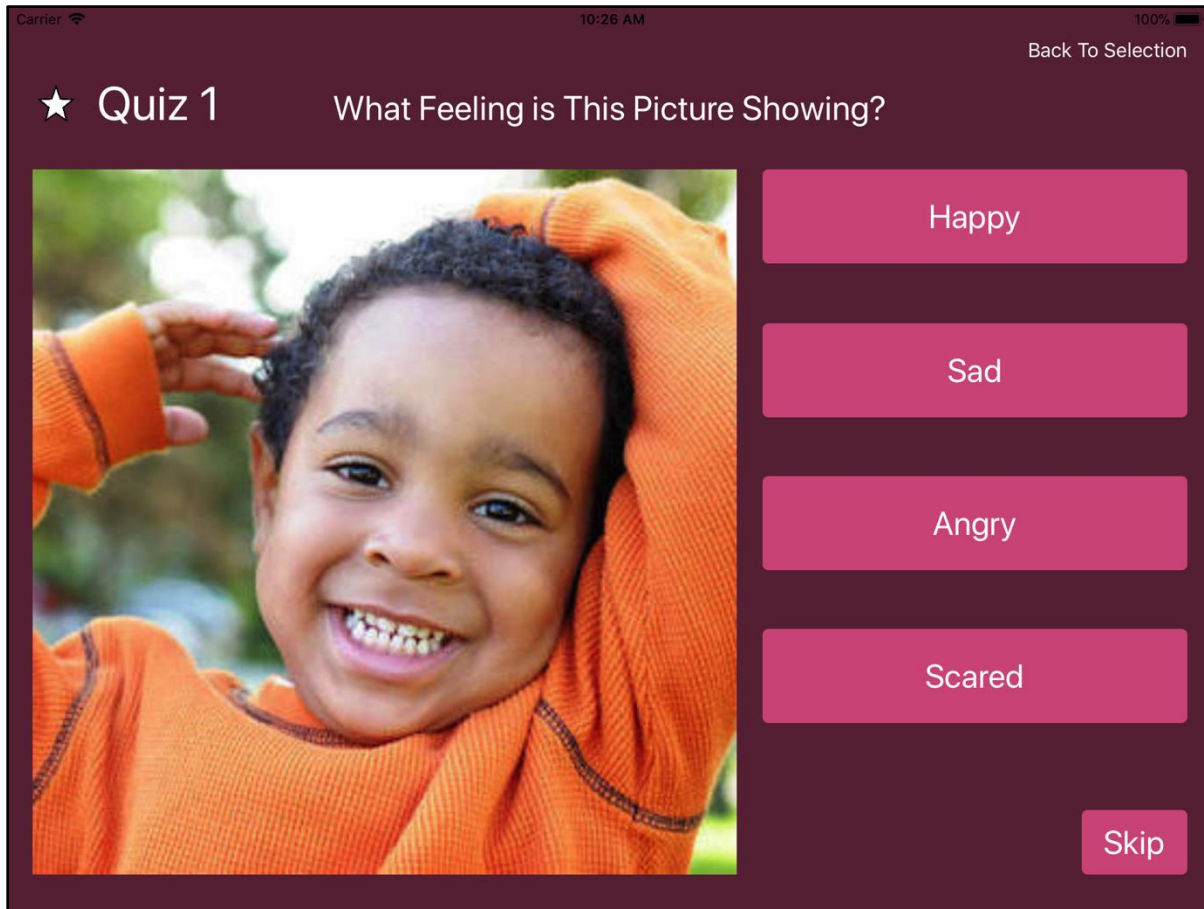 Carrier
10:26 AM
100%
Back To Selection
Quiz 1
What Feeling is This Picture Showing?
Happy
Sad
Angry
Scared
Skip